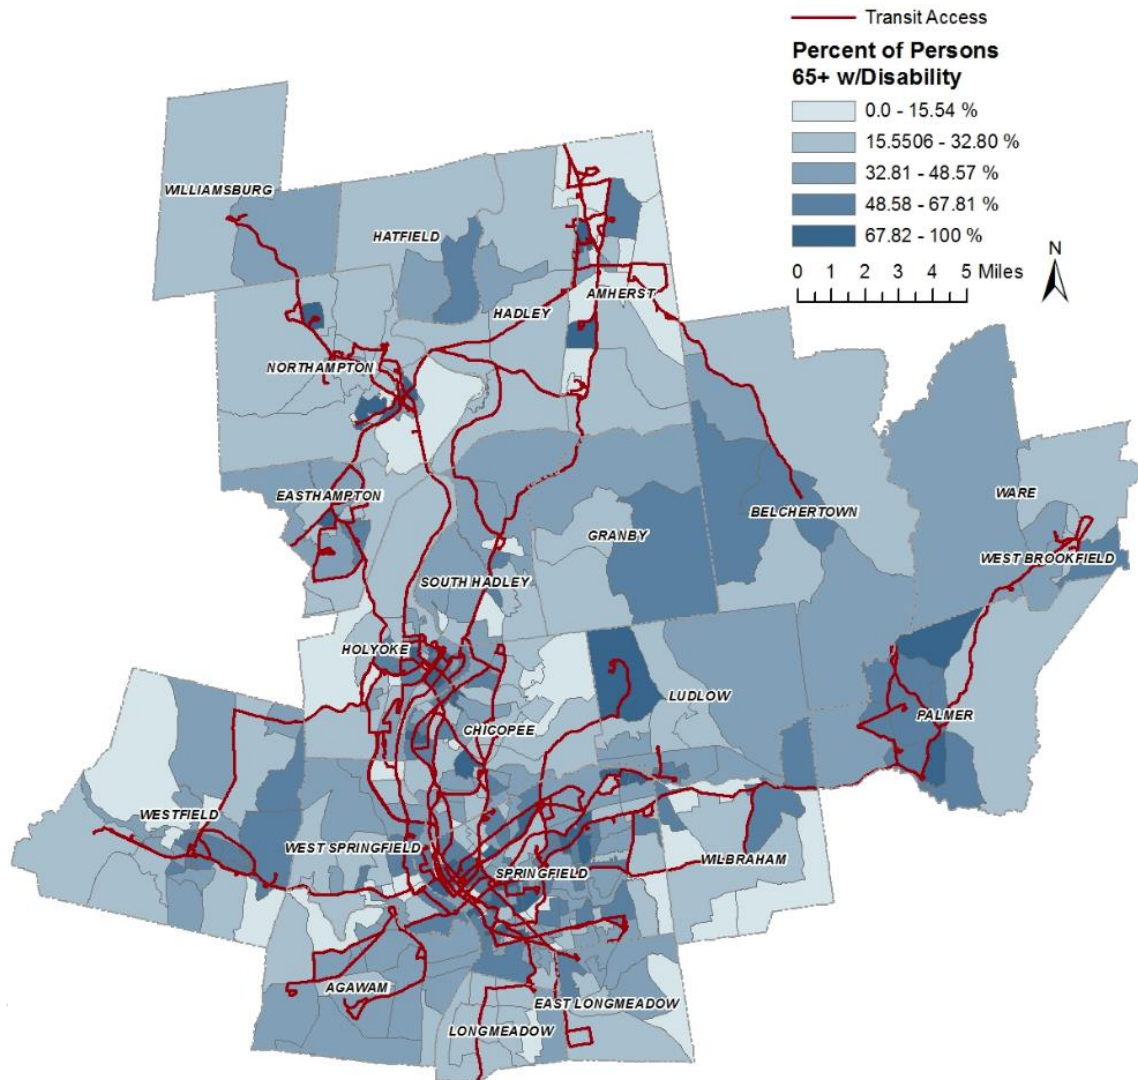 Transit Access
Percent of Persons
65+ w/Disability
0.0 - 15.54 %
15.5506 - 32.80 %
32.81 - 48.57 %
48.58 - 67.81 %
67.82 - 100 %
0 1 2 3 4 5 Miles
N
WILLIAMSBURG
HATFIELD
AMHERST
HADLEY
NORTHAMPTON
EASTHAMPTON
WARE
BELCHERTOWN
GRANBY
WEST BROOKFIELD
SOUTH HADLEY
HOLYOKE
LUDLOW
PALMER
CHICOPEE
WESTFIELD
WEST SPRINGFIELD
WILBRAHAM
SPRINGFIELD
AGAWAM
EAST LONGMEADOW
LONGMEADOW